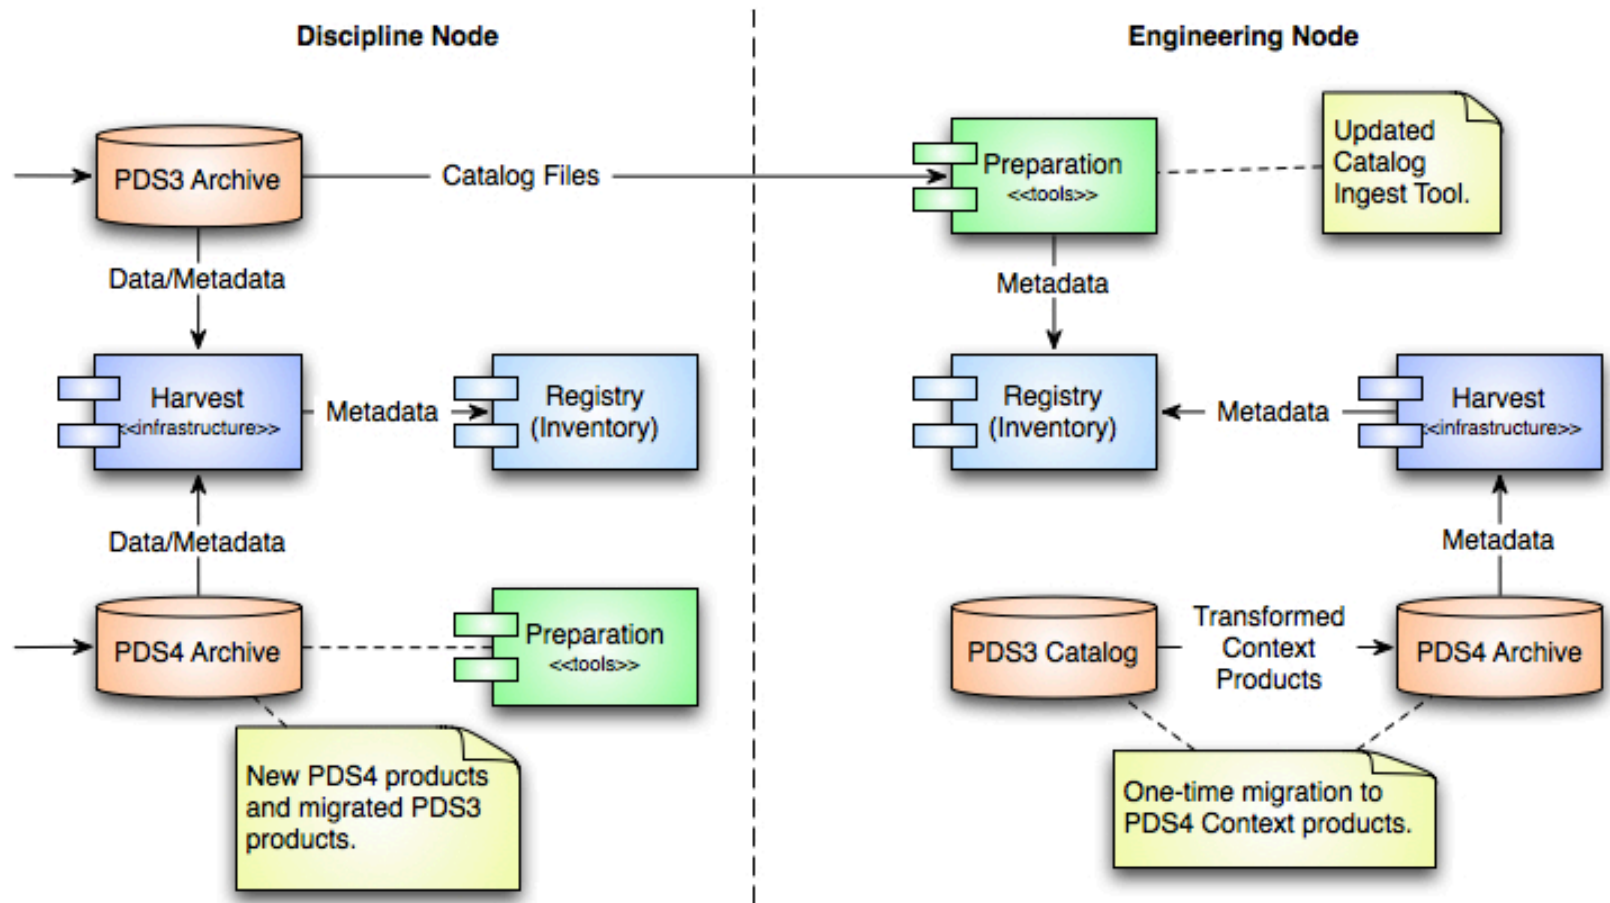 Discipline Node
Engineering Node
PDS3 Archive
Catalog Files
Preparation
<<tools>>
Updated
Catalog
Ingest Tool.
Data/Metadata
Metadata
Harvest
<<infrastructure>>
Metadata
Registry
(Inventory)
Registry
(Inventory)
Metadata
Harvest
<<infrastructure>>
Data/Metadata
Metadata
PDS4 Archive
Preparation
<<tools>>
PDS3 Catalog
Transformed
Context
Products
PDS4 Archive
New PDS4 products
and migrated PDS3
products.
One-time migration to
PDS4 Context products.